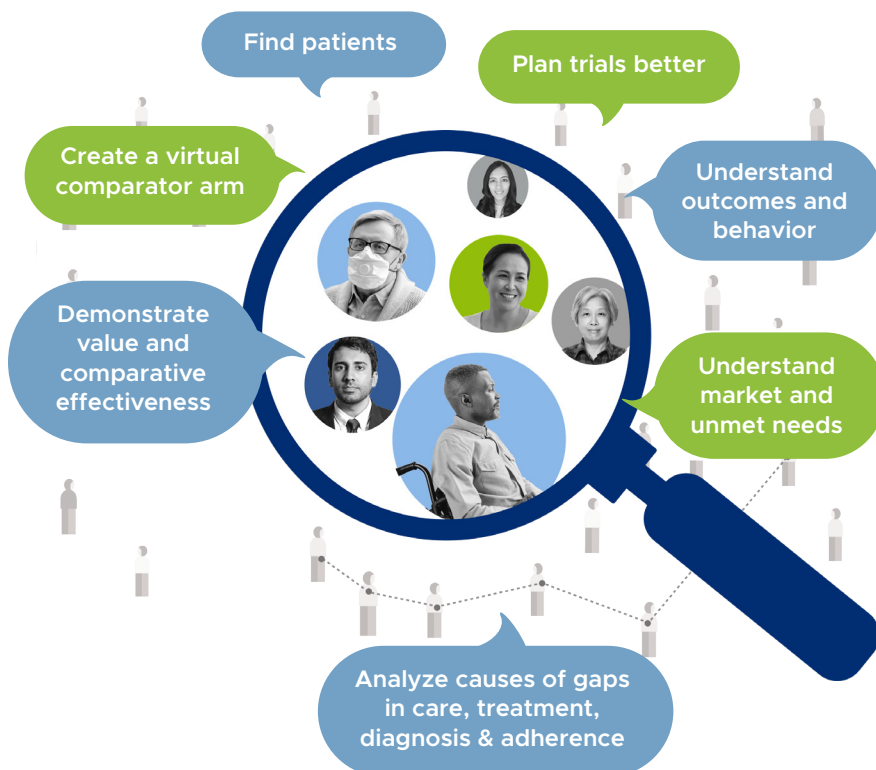 Find patients
Plan trials better
Create a virtual
comparator arm
Understand
outcomes and
behavior
Demonstrate
value and
comparative
effectiveness
Understand
market and
unmet needs
Analyze causes of gaps
in care, treatment,
diagnosis & adherence